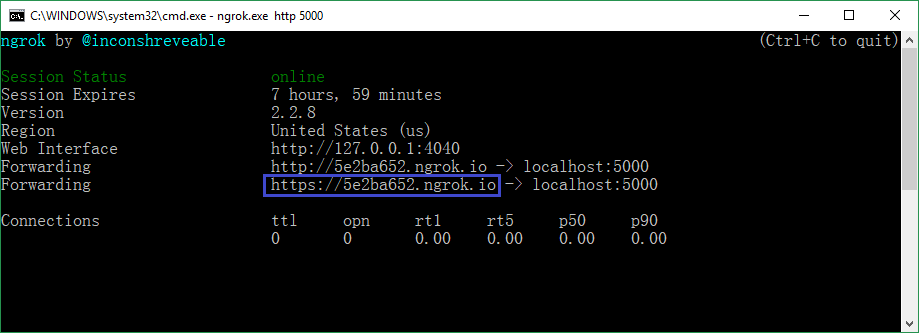 C:\WINDOWS\system32\cmd.exe - ngrok.exe  http 5000
ngrok by @inconshreveable (Ctrl+C to quit)
Session Status online
Session Expires 7 hours, 59 minutes
Version 2.2.8
Region United States (us)
Web Interface http://127.0.0.1:4040
Forwarding http://5e2ba652.ngrok.io -> localhost:5000
Forwarding https://5e2ba652.ngrok.io -> localhost:5000
Connections ttl opn rt1 rt5 p50 p90
0 0 0.00 0.00 0.00 0.00